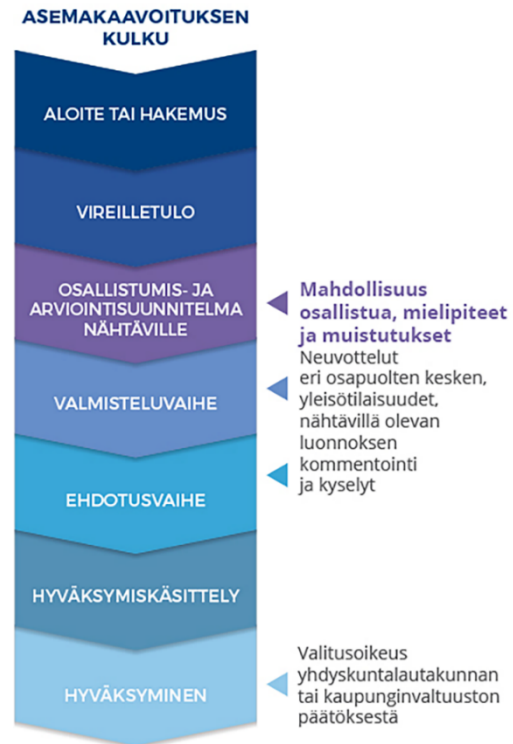 ASEMAKAAVOITUKSEN
KULKU
ALOITE TAI HAKEMUS
VIREILLETULO
OSALLISTUMIS- JA
ARVIOINTISUUNNITELMA
NÄHTÄVILLE
Mahdollisuus
osallistua, mielipiteet
ja muistutukset
VALMISTELUVAIHE
Neuvottelut
eri osapuolten kesken,
yleisötilaisuudet,
nähtävillä olevan
luonnoksen
kommentointi
ja kyselyt
EHDOTUSVAIHE
HYVÄKSYMISKÄSITTELY
HYVÄKSYMINEN
Valitusoikeus
yhdyskuntalautakunnan
tai kaupunginvaltuuston
päätöksestä